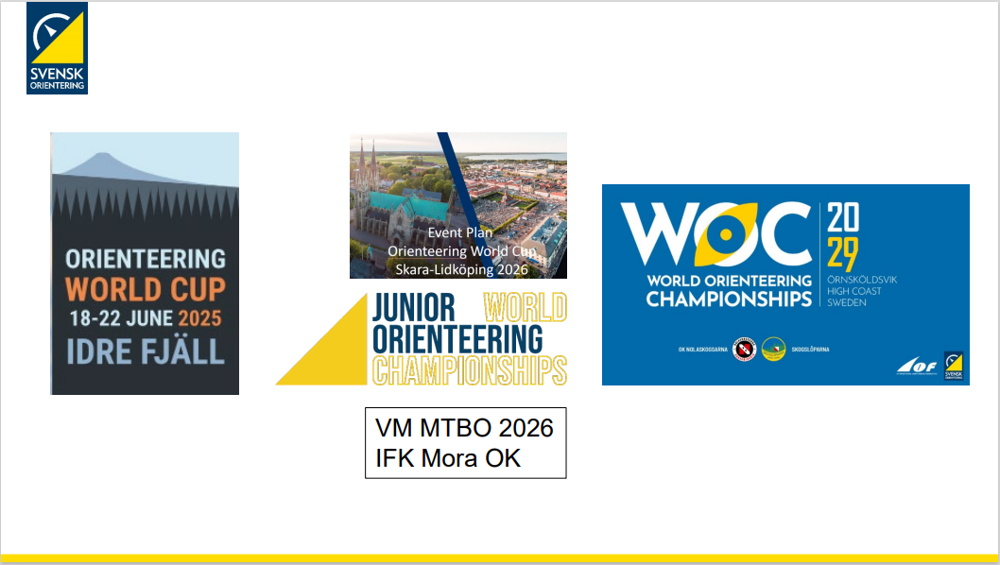 SVENSK
ORIENTERING
ORIENTEERING
WORLD CUP
18-22 JUNE 2025
IDRE FJÄLL
Event Plan
Orienteering World Cup
Skara-Lidköping 2026
JUNIOR WORLD
ORIENTEERING
CHAMPIONSHIPS
VM MTBO 2026
IFK Mora OK
WOC
WORLD ORIENTEERING
CHAMPIONSHIPS
20
29
ÖRNSKÖLDSVIK
HIGH COAST
SWEDEN
OK NOLASKOGSARNA
SKOGSLÖPARNA
IOF
SVENSK